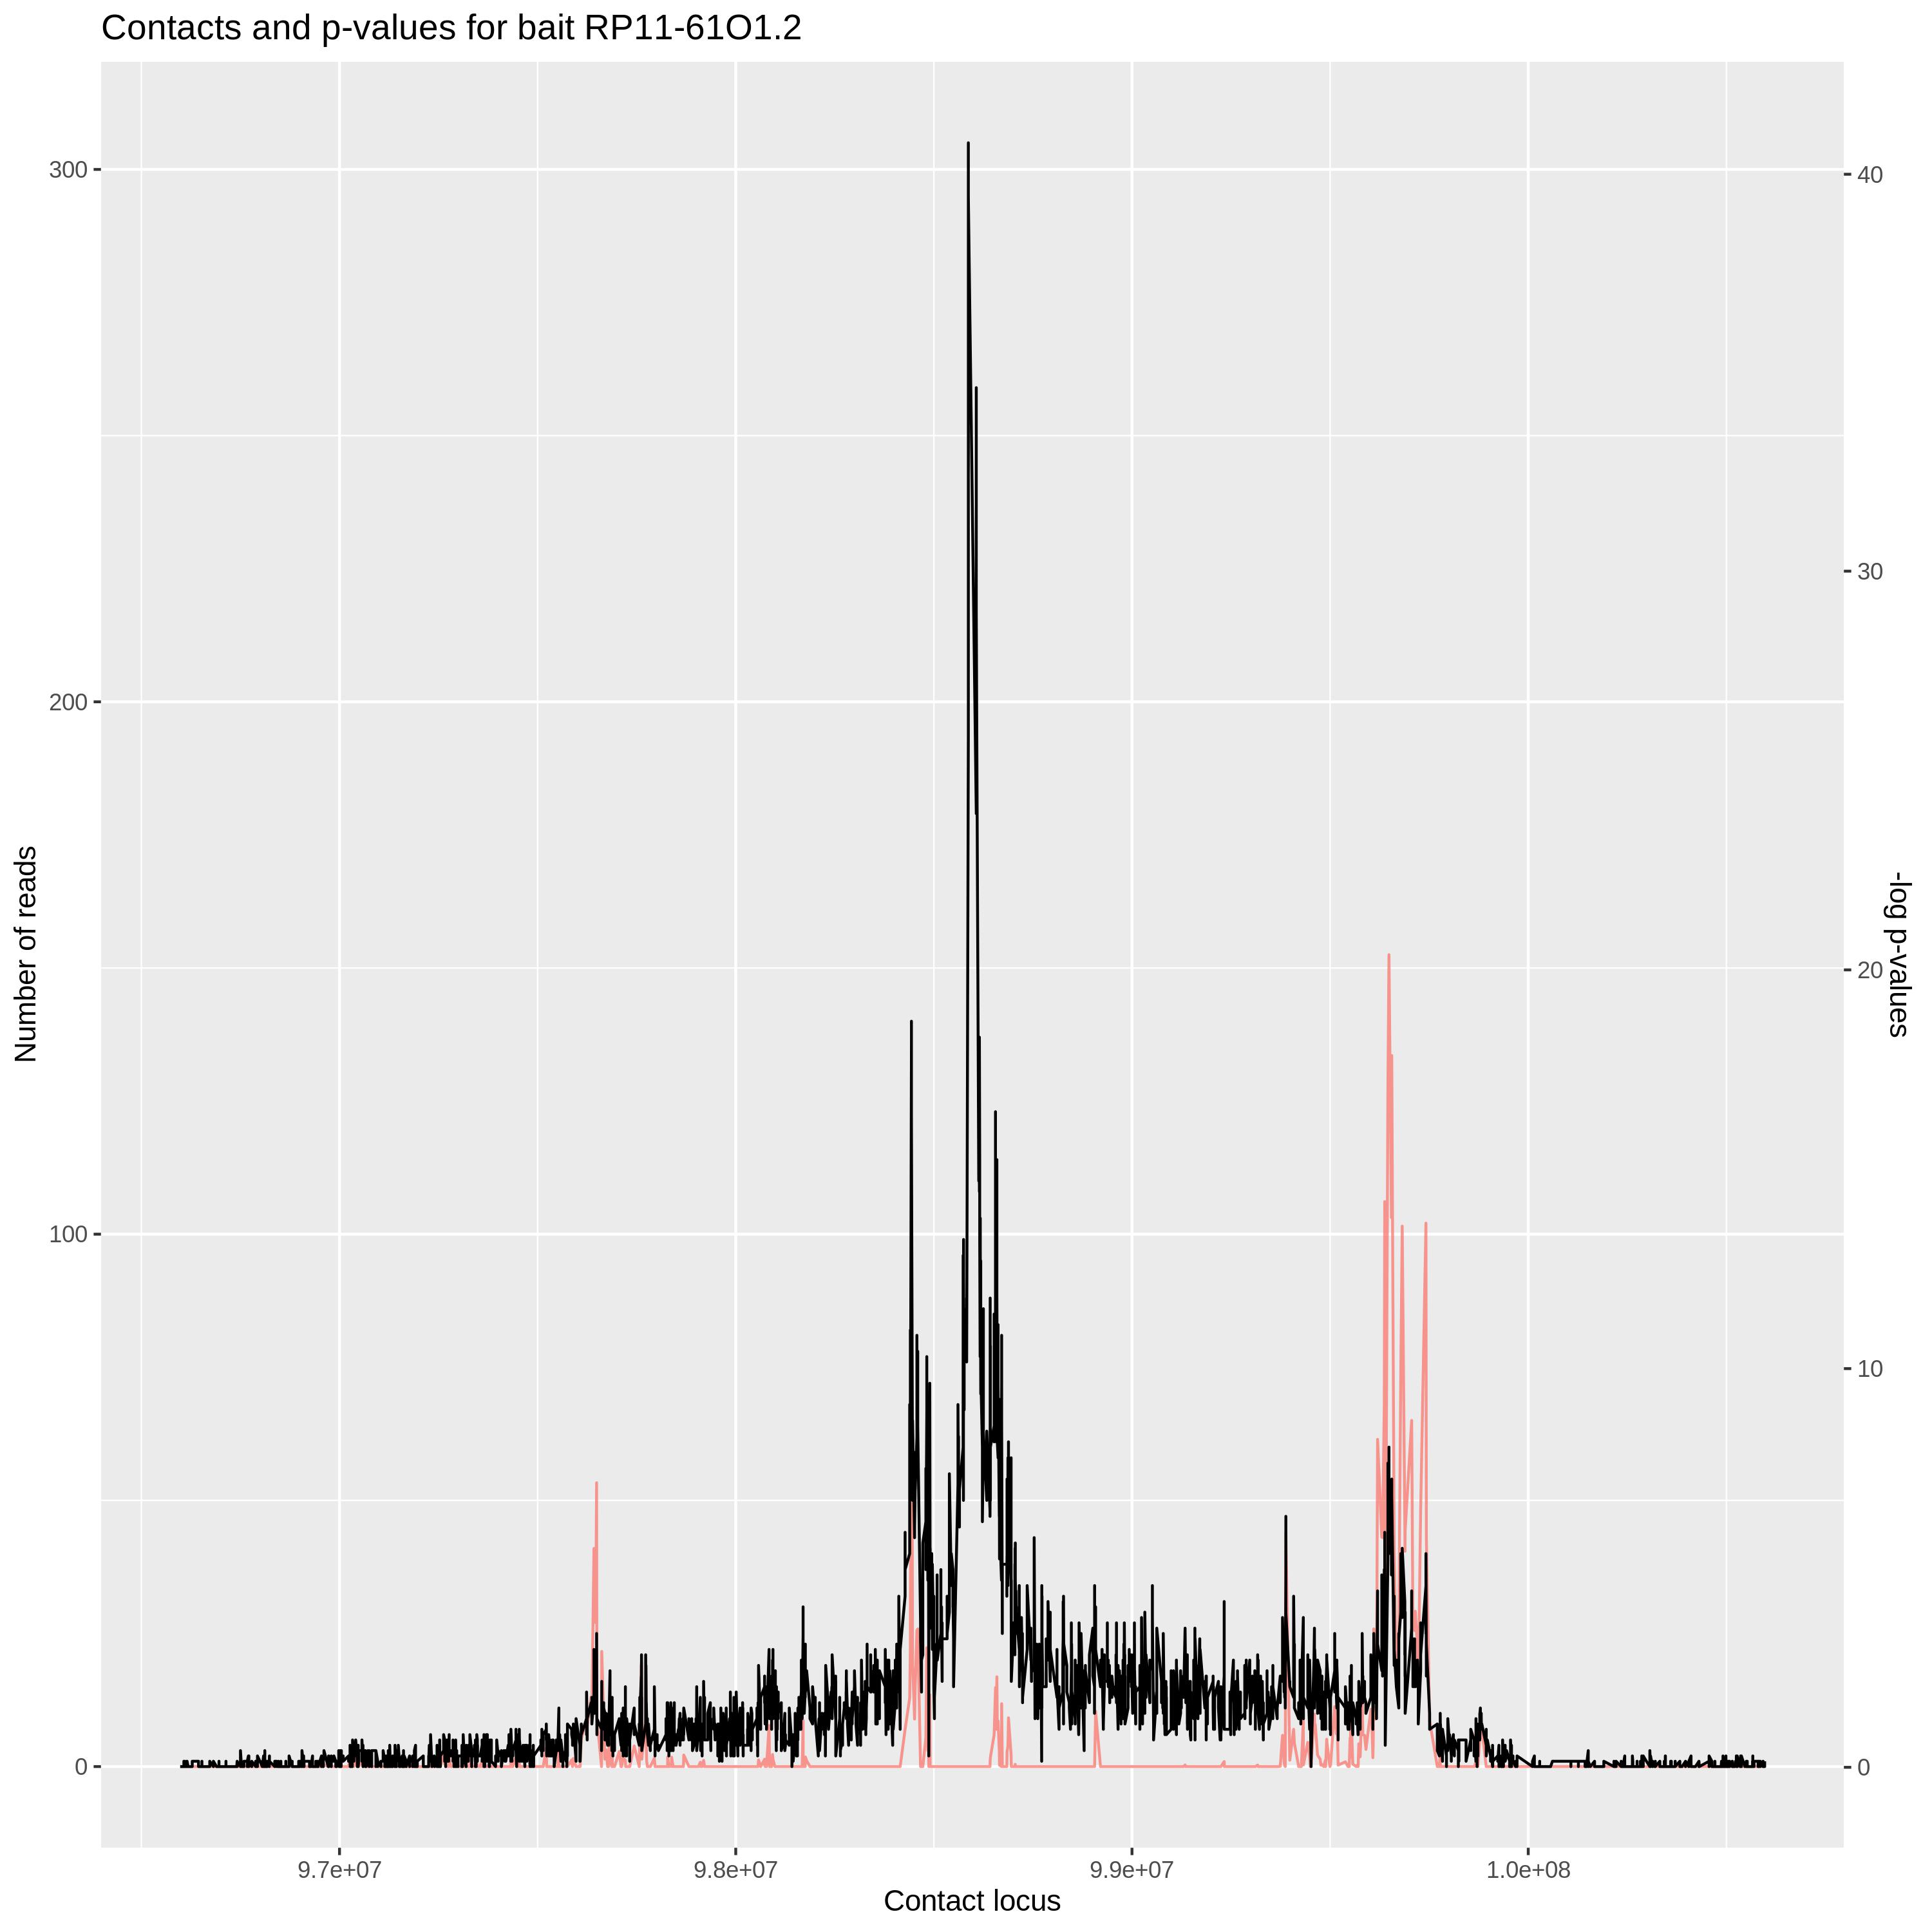 Contacts and p-values for bait RP11-61O1.2
300
200
100
0
Number of reads
40
30
20
10
0
-log p-values
9.7e+07
9.8e+07
9.9e+07
1.0e+08
Contact locus